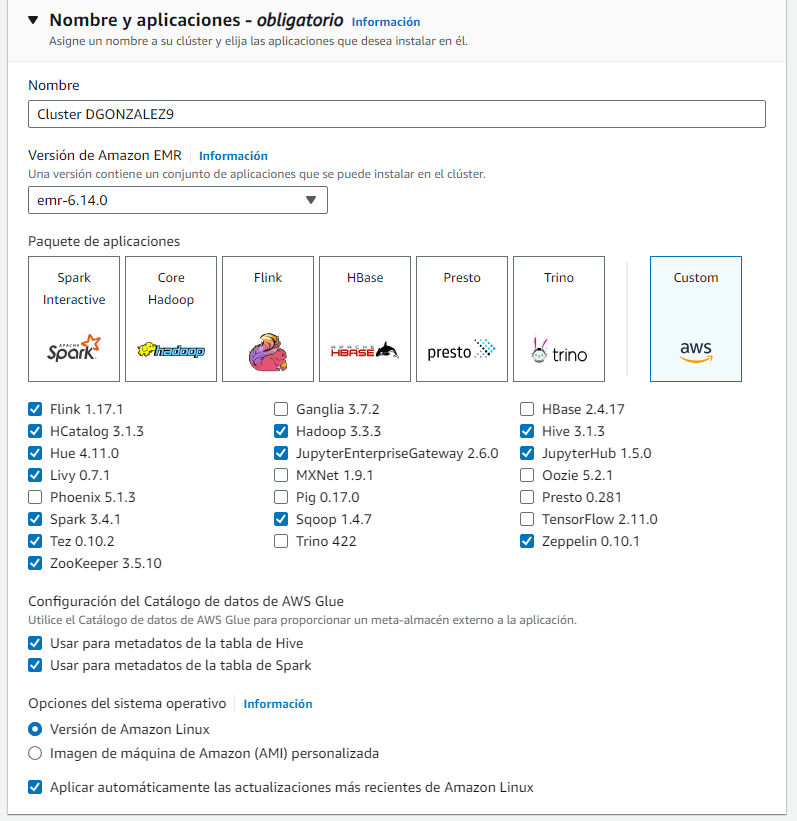 Nombre y aplicaciones - obligatorio Información
Asigne un nombre a su clúster y elija las aplicaciones que desea instalar en él.
Nombre
Cluster DGONZALEZ9
Versión de Amazon EMR Información
Una versión contiene un conjunto de aplicaciones que se puede instalar en el clúster.
emr-6.14.0
Paquete de aplicaciones
Spark Interactive
APACHE Spark
Core Hadoop
hadoop
Flink
HBase
APACHE HBASE
Presto
presto
Trino
trino
Custom
aws
Flink 1.17.1 Ganglia 3.7.2 HBase 2.4.17
HCatalog 3.1.3 Hadoop 3.3.3 Hive 3.1.3
Hue 4.11.0 JupyterEnterpriseGateway 2.6.0 JupyterHub 1.5.0
Livy 0.7.1 MXNet 1.9.1 Oozie 5.2.1
Phoenix 5.1.3 Pig 0.17.0 Presto 0.281
Spark 3.4.1 Sqoop 1.4.7 TensorFlow 2.11.0
Tez 0.10.2 Trino 422 Zeppelin 0.10.1
ZooKeeper 3.5.10
Configuración del Catálogo de datos de AWS Glue
Utilice el Catálogo de datos de AWS Glue para proporcionar un meta-almacén externo a la aplicación.
Usar para metadatos de la tabla de Hive
Usar para metadatos de la tabla de Spark
Opciones del sistema operativo Información
Versión de Amazon Linux
Imagen de máquina de Amazon (AMI) personalizada
Aplicar automáticamente las actualizaciones más recientes de Amazon Linux